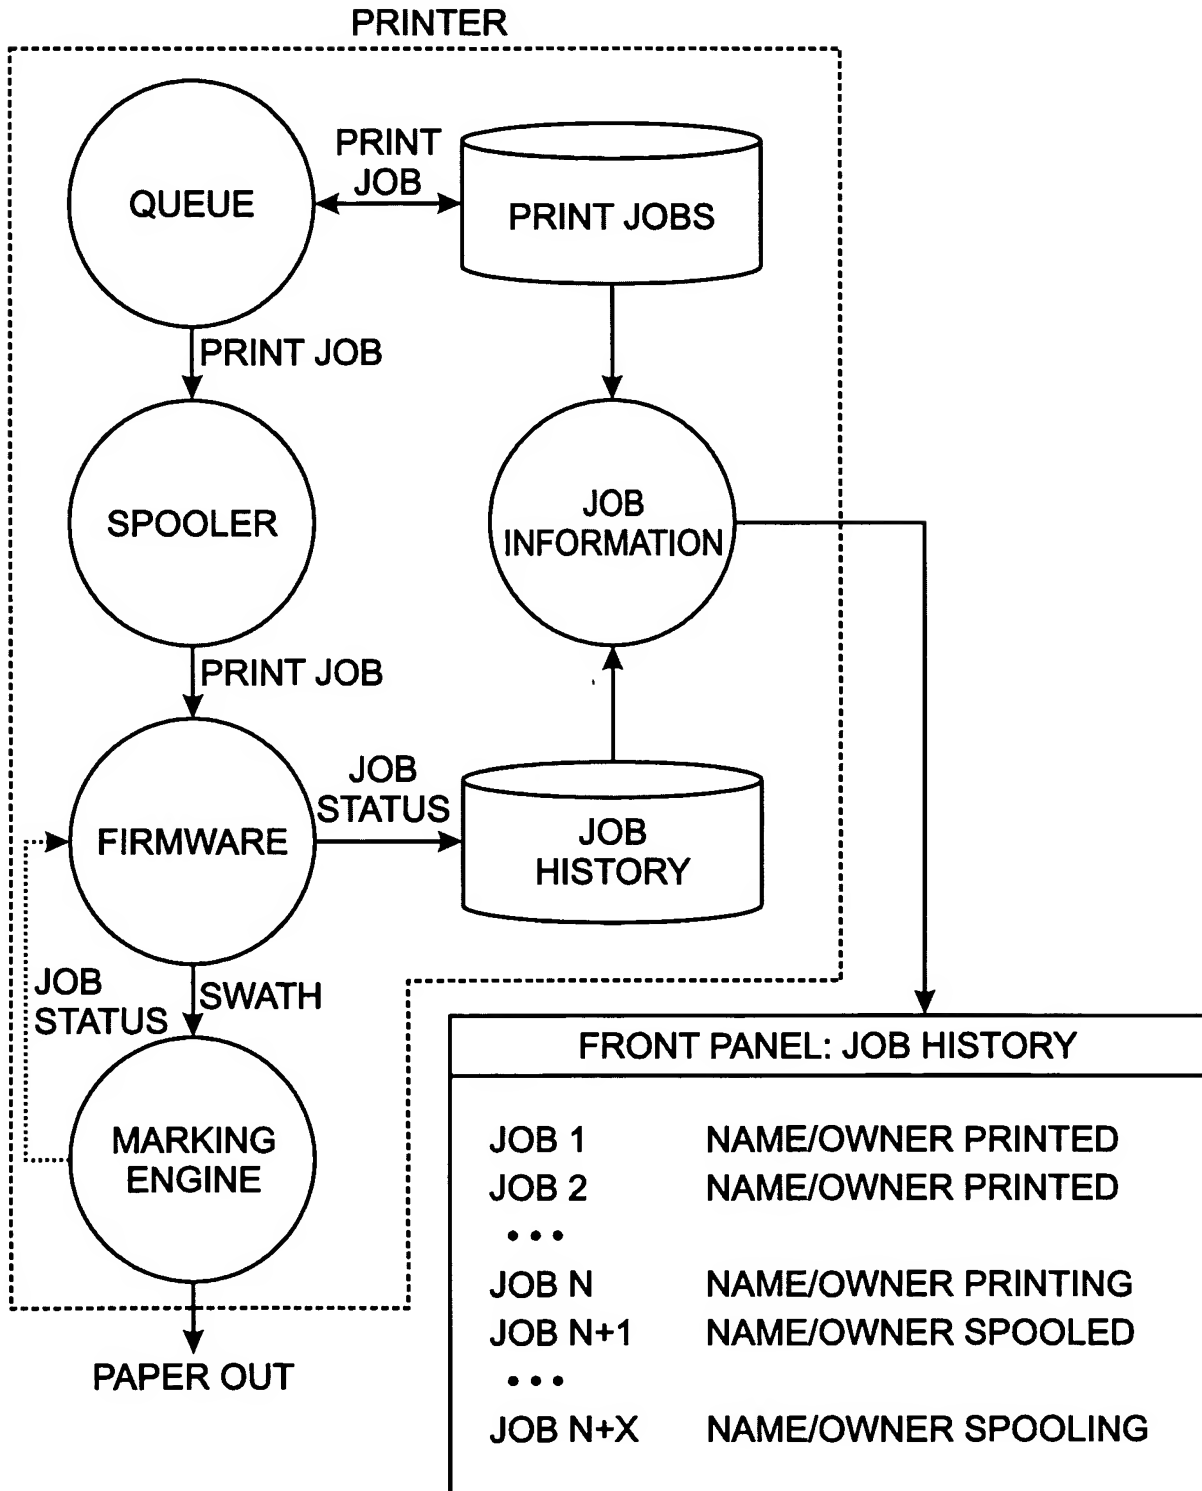 PRINTER
PRINT
JOB
QUEUE
PRINT JOBS
PRINT JOB
SPOOLER
JOB
INFORMATION
PRINT JOB
JOB
STATUS
FIRMWARE
JOB
HISTORY
JOB
STATUS
SWATH
MARKING
ENGINE
PAPER OUT
FRONT PANEL: JOB HISTORY
JOB 1 NAME/OWNER PRINTED
JOB 2 NAME/OWNER PRINTED
•••
JOB N NAME/OWNER PRINTING
JOB N+1 NAME/OWNER SPOOLED
•••
JOB N+X NAME/OWNER SPOOLING